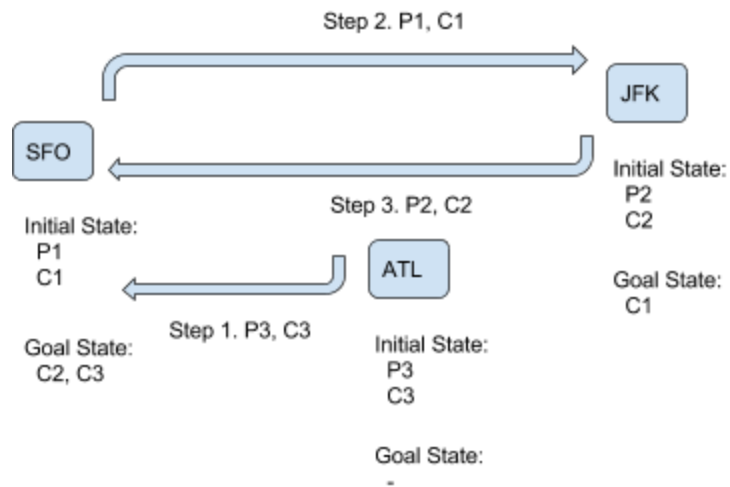 Step 2. P1, C1
JFK
SFO
Initial State:
P2
C2
Step 3. P2, C2
Initial State:
P1
C1
ATL
Goal State:
C1
Step 1. P3, C3
Goal State:
C2, C3
Initial State:
P3
C3
Goal State:
-